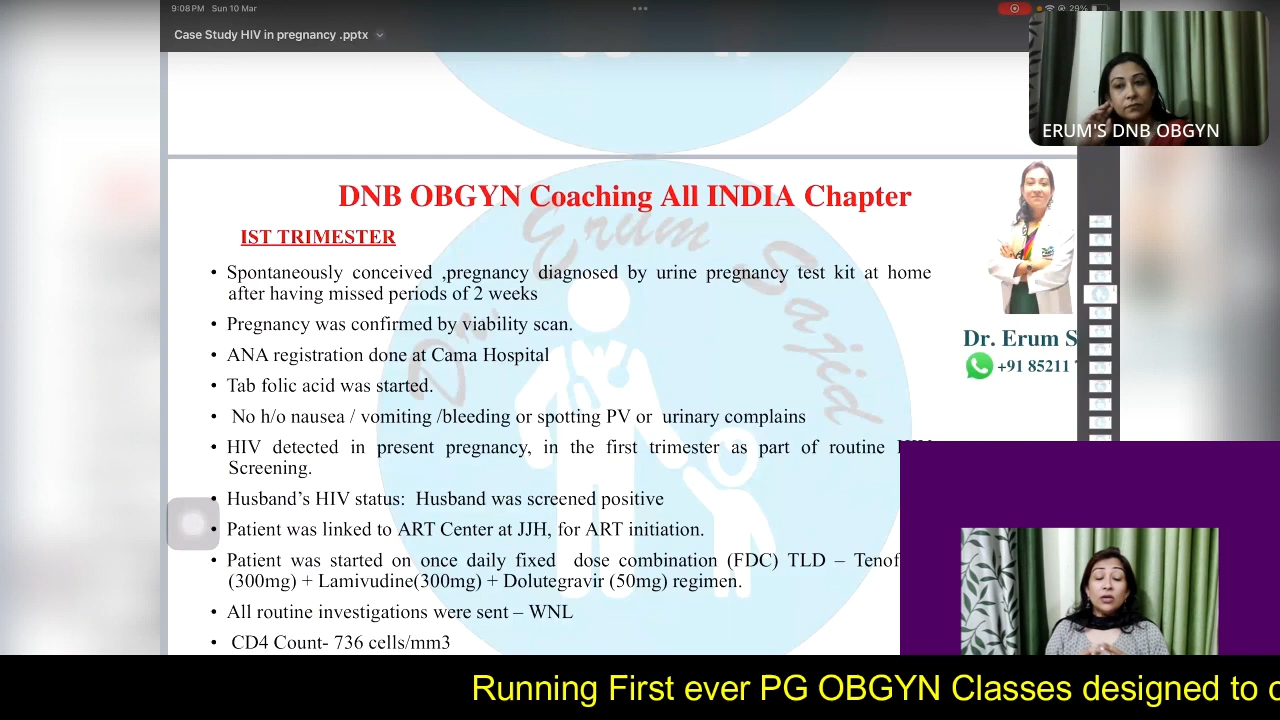 9:08 PM Sun 10 Mar
29%
Case Study HIV in pregnancy .pptx
ERUM'S DNB OBGYN
DNB OBGYN Coaching All INDIA Chapter
IST TRIMESTER
• Spontaneously conceived ,pregnancy diagnosed by urine pregnancy test kit at home
after having missed periods of 2 weeks
• Pregnancy was confirmed by viability scan.
• ANA registration done at Cama Hospital
• Tab folic acid was started.
• No h/o nausea / vomiting /bleeding or spotting PV or urinary complains
• HIV detected in present pregnancy, in the first trimester as part of routine
Screening.
• Husband's HIV status: Husband was screened positive
• Patient was linked to ART Center at JJH, for ART initiation.
• Patient was started on once daily fixed dose combination (FDC) TLD – Tenof
(300mg) + Lamivudine(300mg) + Dolutegravir (50mg) regimen.
• All routine investigations were sent – WNL
• CD4 Count- 736 cells/mm3
Dr. Erum S
+91 85211
Dr. Erum Sajid
Running First ever PG OBGYN Classes designed to